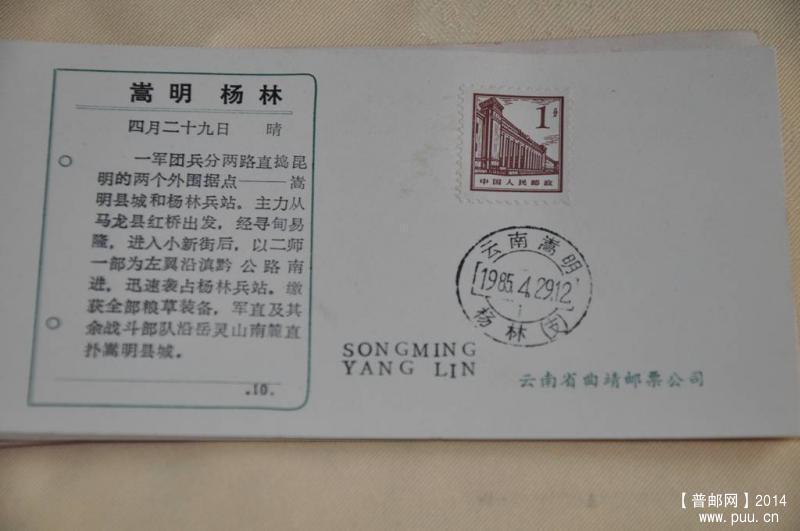 嵩明 杨林
四月二十九日 晴
一军团兵分两路直捣昆
明的两个外围据点——嵩
明县城和杨林兵站。主力从
马龙县红桥出发，经寻甸易
隆，进入小新街后，以二师
一部为左翼沿滇黔公路南
进，迅速袭占杨林兵站。缴
获全部粮草装备，军直及其
余战斗部队沿岳灵山南麓直
扑嵩明县城。
.10.
1分
中国人民邮政
云南嵩明
1985.4.29.12
1
杨林（支）
SONGMING
YANG LIN
云南省曲靖邮票公司
【普邮网】2014
www.puu.cn